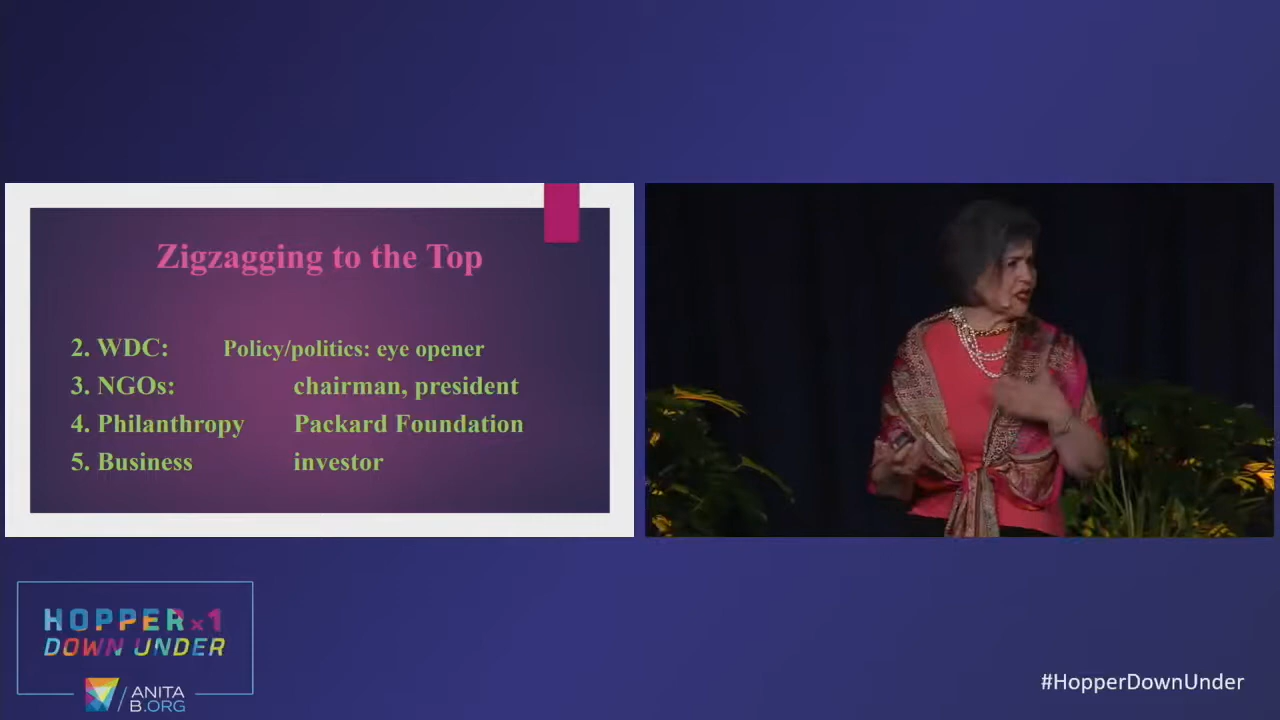 Zigzagging to the Top
2. WDC: Policy/politics: eye opener
3. NGOs: chairman, president
4. Philanthropy Packard Foundation
5. Business investor
HOPPER x 1
DOWN UNDER
ANITA
B.ORG
#HopperDownUnder